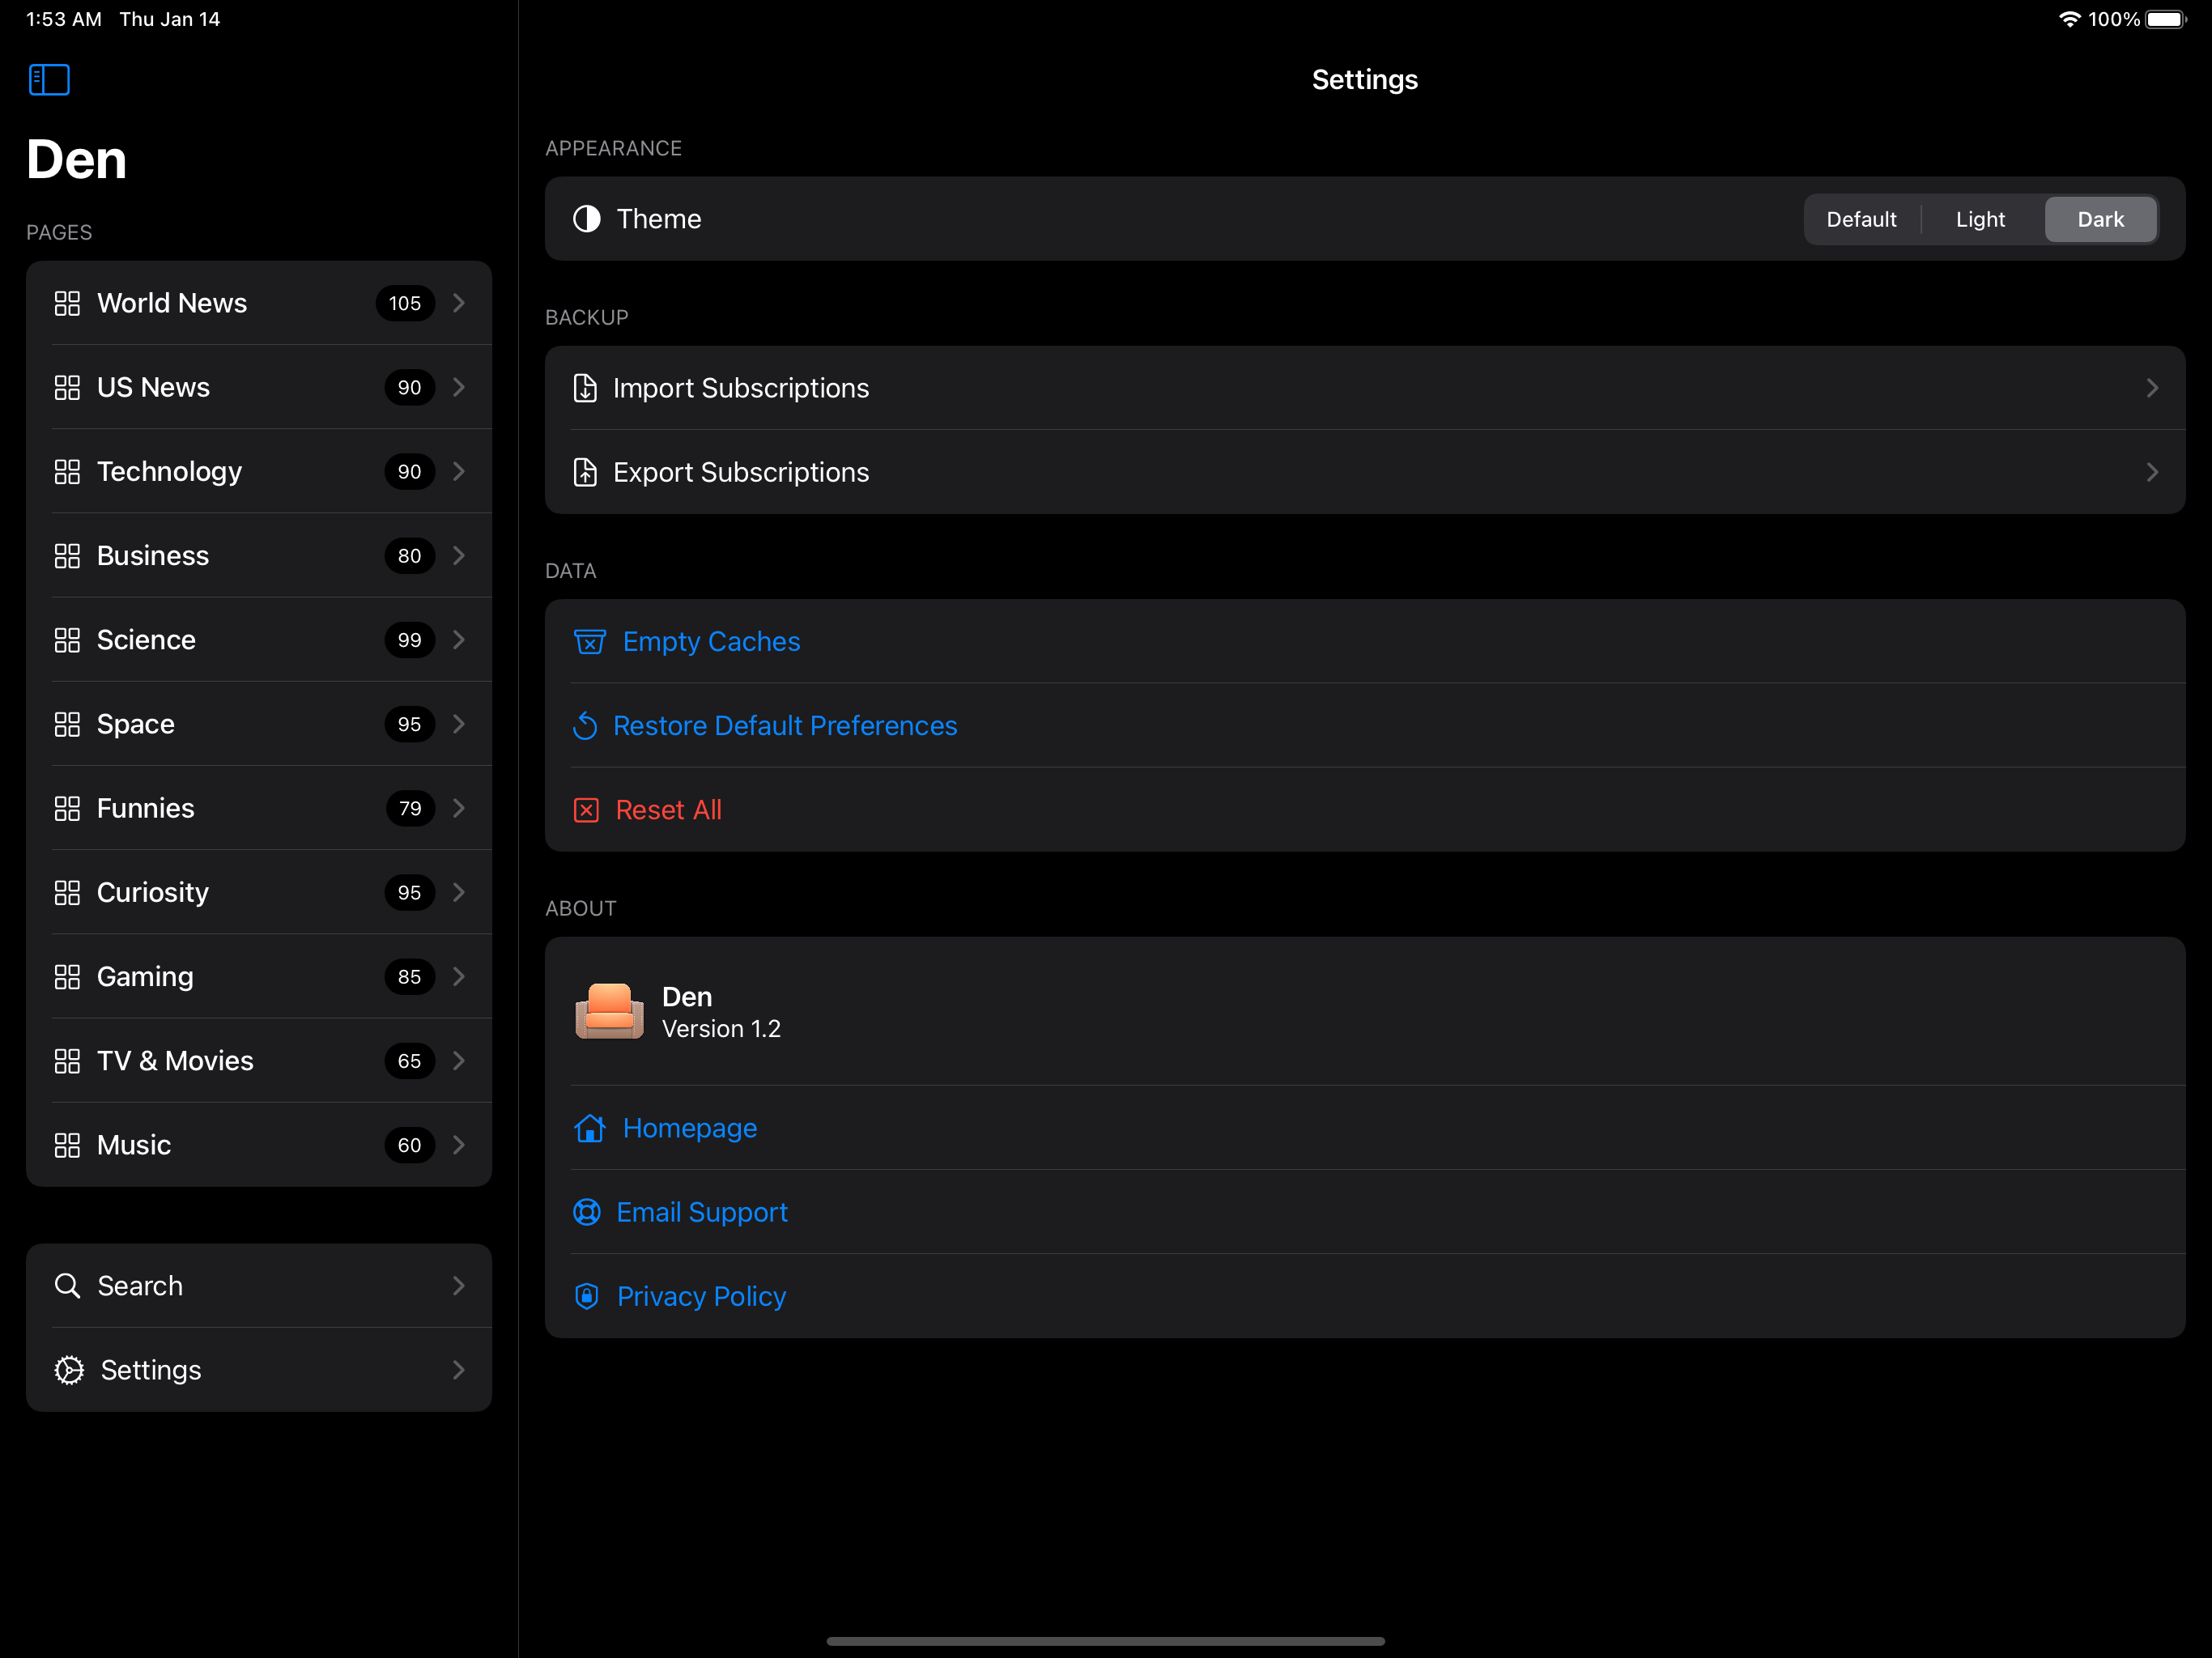 1:53 AM Thu Jan 14
100%
Den
PAGES
World News 105
US News 90
Technology 90
Business 80
Science 99
Space 95
Funnies 79
Curiosity 95
Gaming 85
TV & Movies 65
Music 60
Search
Settings
Settings
APPEARANCE
Theme Default Light Dark
BACKUP
Import Subscriptions
Export Subscriptions
DATA
Empty Caches
Restore Default Preferences
Reset All
ABOUT
Den
Version 1.2
Homepage
Email Support
Privacy Policy